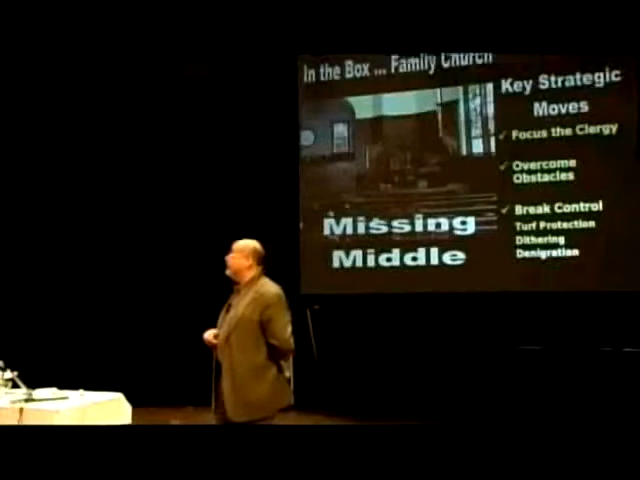 In the Box ... Family Church
Key Strategic
Moves
✓ Focus the Clergy
✓ Overcome
Obstacles
✓ Break Control
Turf Protection
Dithering
Denigration
Missing
Middle